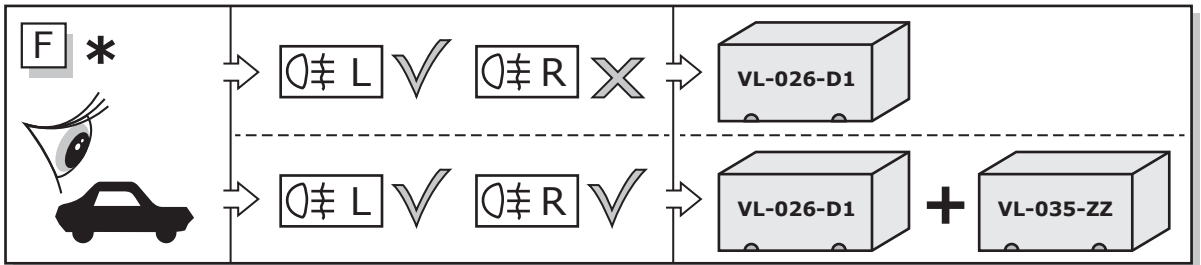 F *
L R
VL-026-D1
L R
VL-026-D1 + VL-035-ZZ